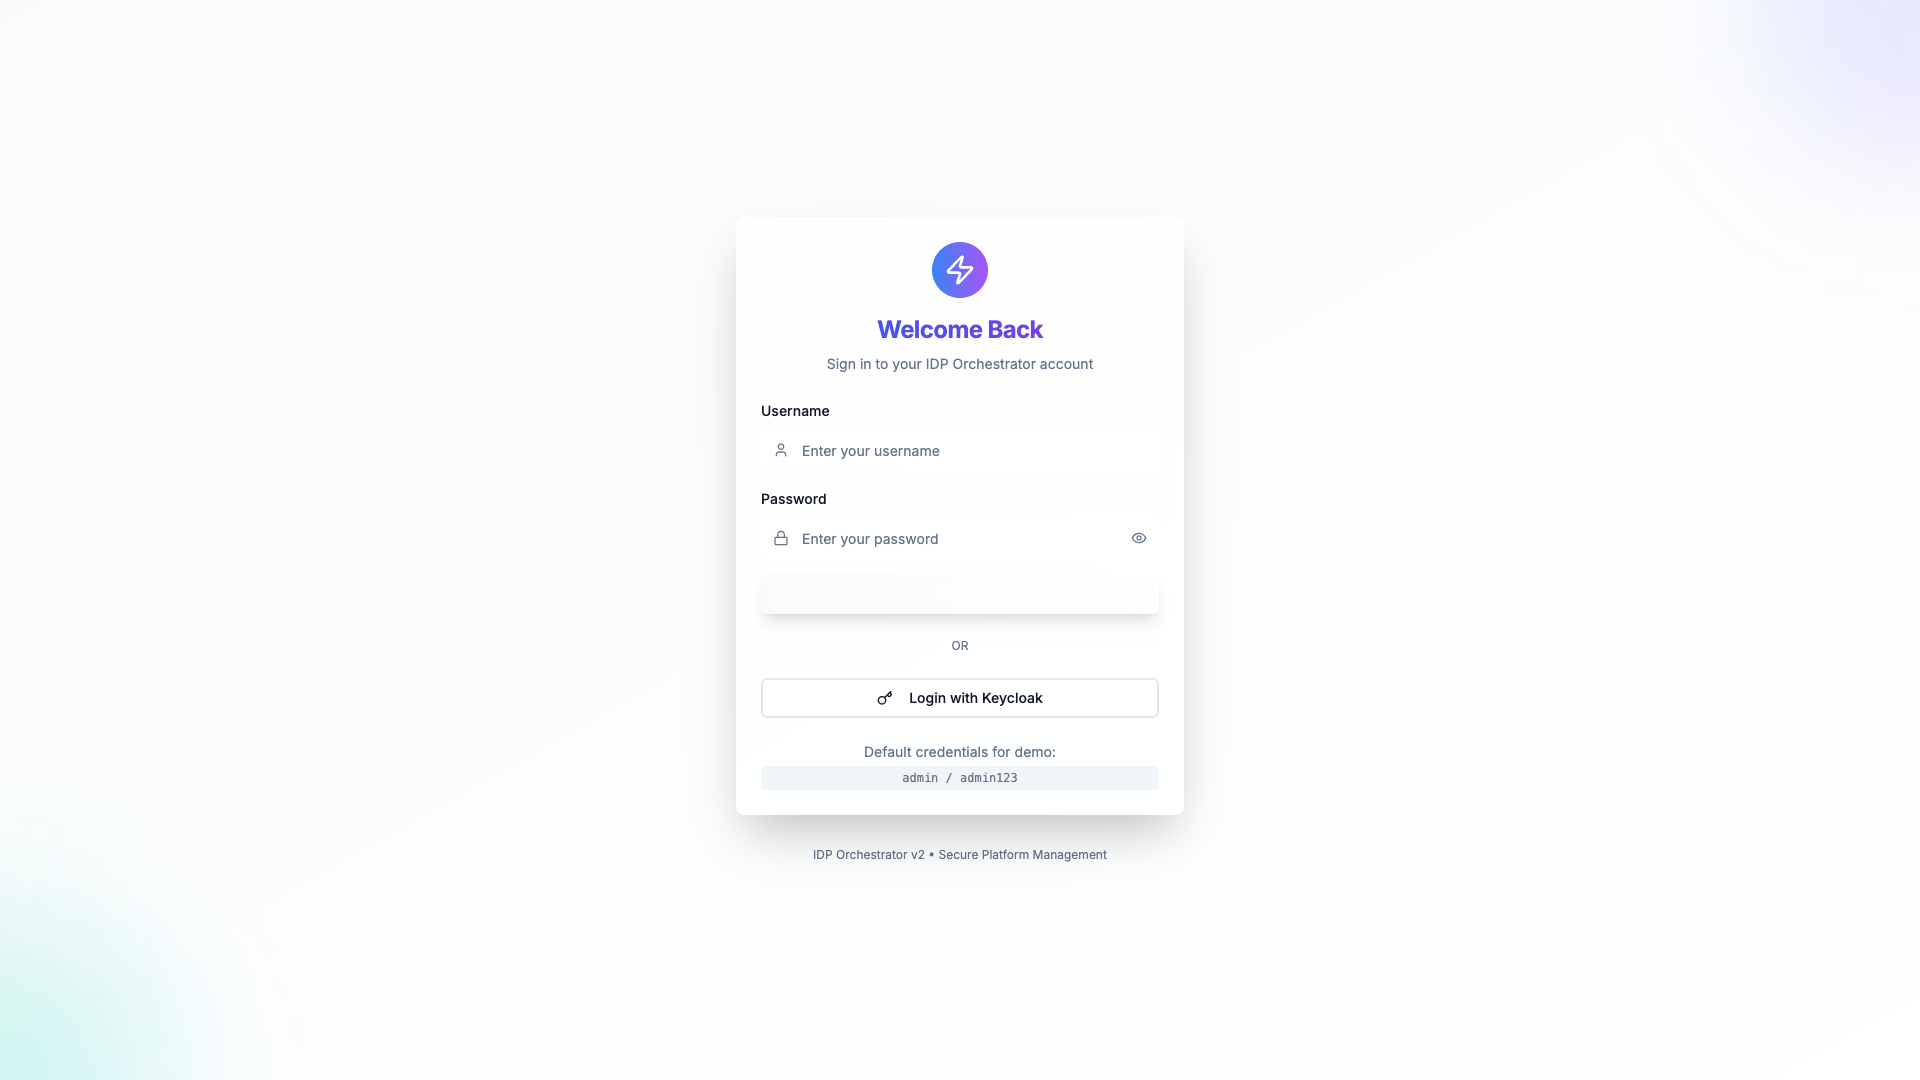 Welcome Back
Sign in to your IDP Orchestrator account
Username
Enter your username
Password
Enter your password
OR
Login with Keycloak
Default credentials for demo:
admin / admin123
IDP Orchestrator v2 • Secure Platform Management